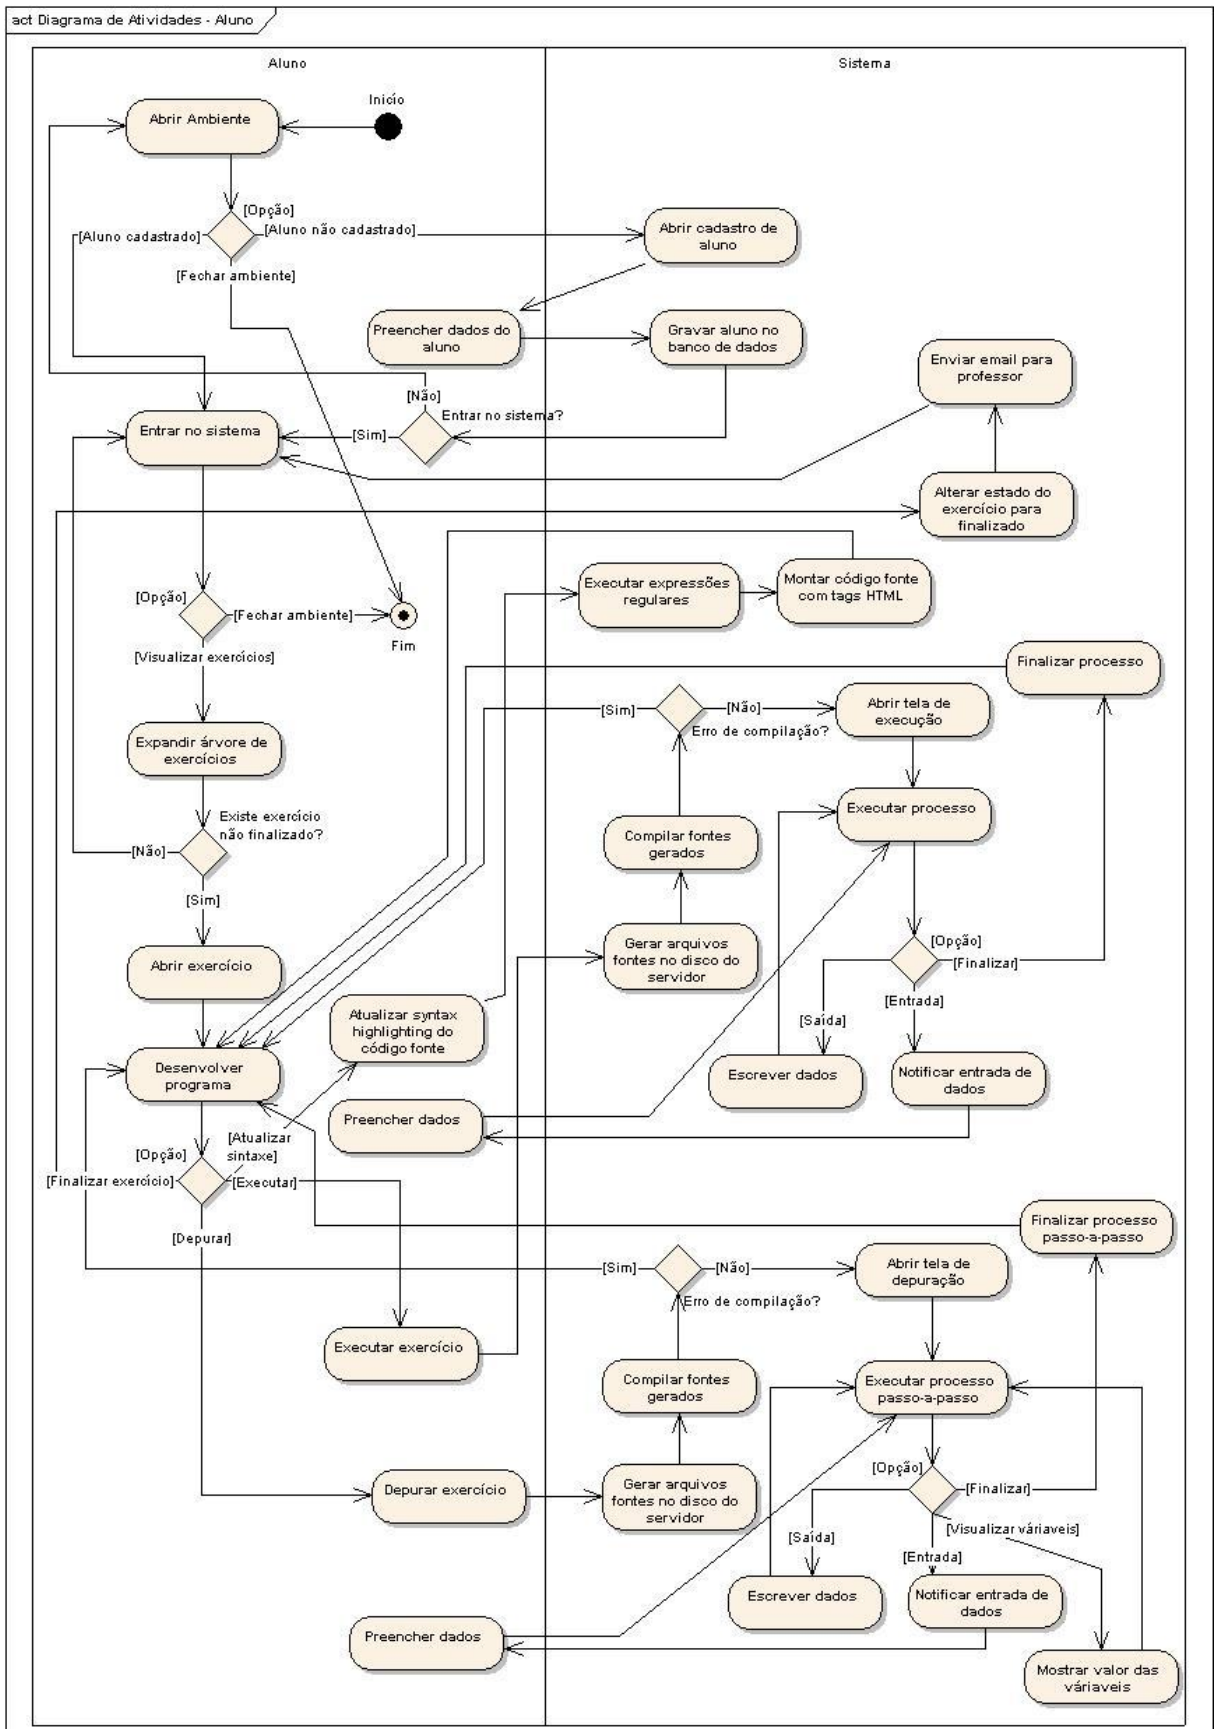 act Diagrama de Atividades - Aluno
Aluno
Sistema
Início
Abrir Ambiente
[Opção]
[Aluno cadastrado]
[Aluno não cadastrado]
[Fechar ambiente]
Abrir cadastro de
aluno
Preencher dados do
aluno
Gravar aluno no
banco de dados
Enviar email para
professor
[Não]
Entrar no sistema?
[Sim]
Entrar no sistema
Alterar estado do
exercício para
finalizado
Executar expressões
regulares
Montar código fonte
com tags HTML
[Opção]
[Fechar ambiente]
Fim
[Visualizar exercícios]
Finalizar processo
[Sim]
[Não]
Erro de compilação?
Abrir tela de
execução
Expandir árvore de
exercícios
Executar processo
Existe exercício
não finalizado?
[Não]
[Sim]
Compilar fontes
gerados
Gerar arquivos
fontes no disco do
servidor
[Opção]
[Finalizar]
[Entrada]
[Saída]
Abrir exercício
Atualizar syntax
highlighting do
código fonte
Desenvolver
programa
Escrever dados
Notificar entrada de
dados
Preencher dados
[Opção]
[Atualizar
sintaxe]
[Finalizar exercício]
[Executar]
[Depurar]
Finalizar processo
passo-a-passo
[Sim]
[Não]
Erro de compilação?
Abrir tela de
depuração
Executar exercício
Compilar fontes
gerados
Executar processo
passo-a-passo
Depurar exercício
Gerar arquivos
fontes no disco do
servidor
[Opção]
[Finalizar]
[Visualizar váriaveis]
[Saída]
[Entrada]
Escrever dados
Notificar entrada de
dados
Preencher dados
Mostrar valor das
váriaveis